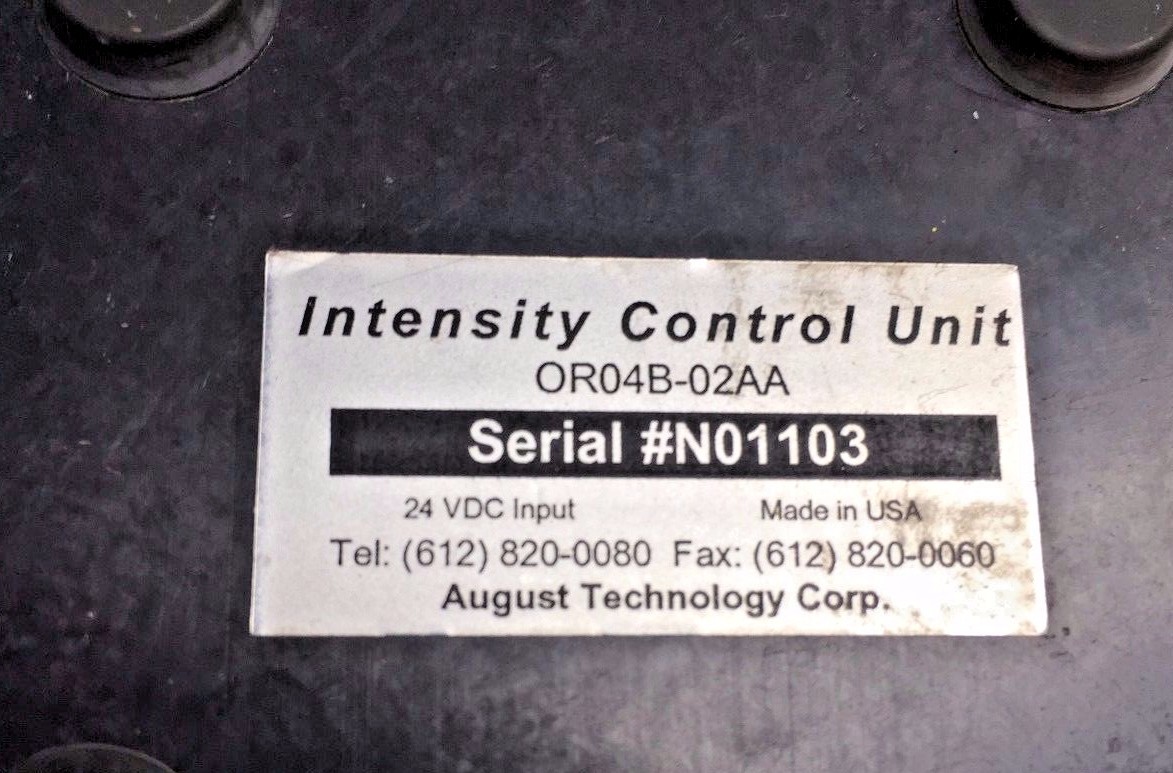 Intensity Control Unit
OR04B-02AA
Serial #N01103
24 VDC Input Made in USA
Tel: (612) 820-0080 Fax: (612) 820-0060
August Technology Corp.